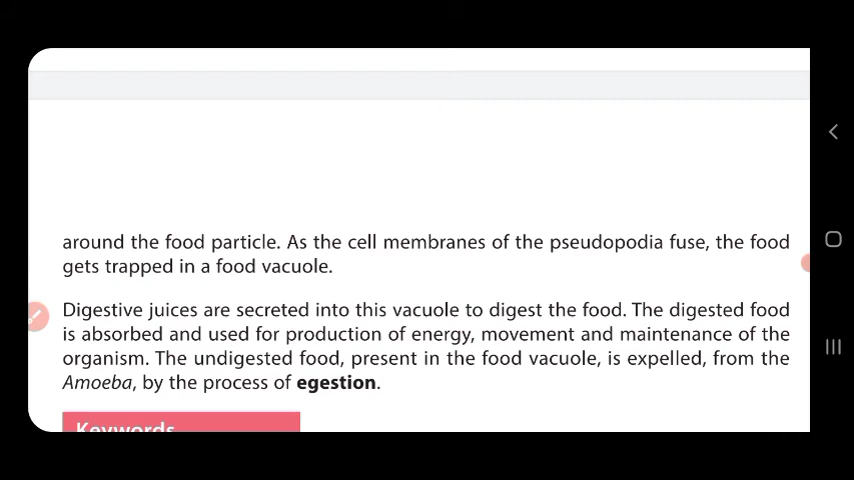 around the food particle. As the cell membranes of the pseudopodia fuse, the food
gets trapped in a food vacuole.
Digestive juices are secreted into this vacuole to digest the food. The digested food
is absorbed and used for production of energy, movement and maintenance of the
organism. The undigested food, present in the food vacuole, is expelled, from the
Amoeba, by the process of egestion.
Keywords